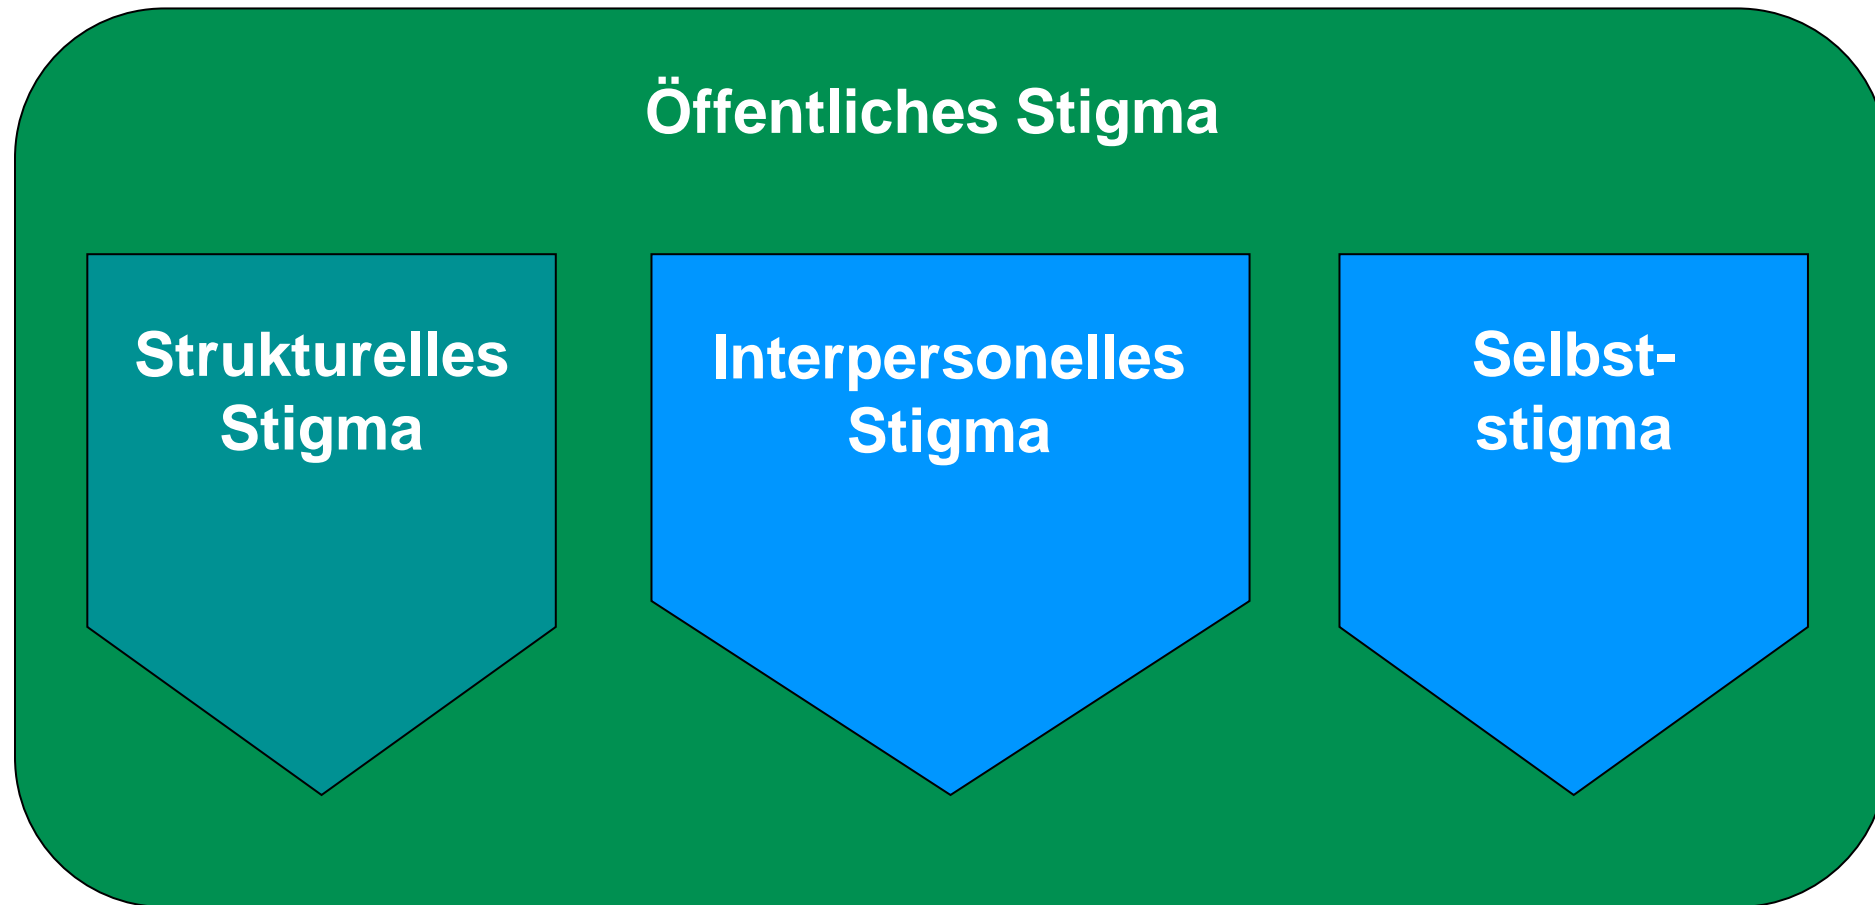 Öffentliches Stigma
Strukturelles
Stigma
Interpersonelles
Stigma
Selbst-
stigma